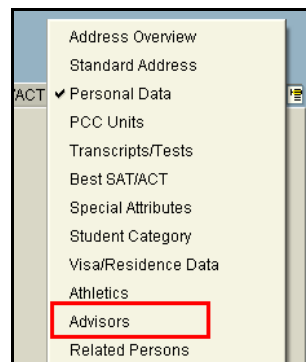 Address Overview
Standard Address
'ACT ✔ Personal Data
PCC Units
Transcripts/Tests
Best SAT/ACT
Special Attributes
Student Category
Visa/Residence Data
Athletics
Advisors
Related Persons